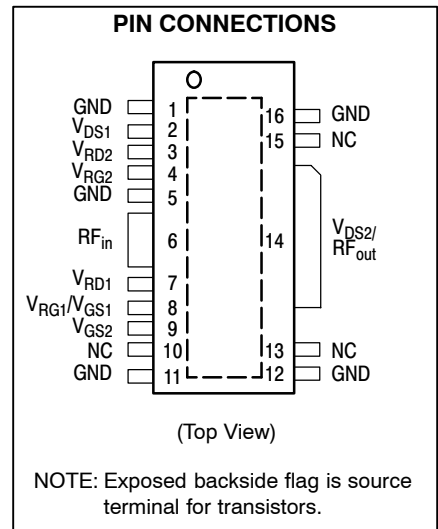 PIN CONNECTIONS
GND 1
VDS1 2
VRD2 3
VRG2 4
GND 5
RFin 6
VRD1 7
VRG1/VGS1 8
VGS2 9
NC 10
GND 11
16 GND
15 NC
14 VDS2/
RFout
13 NC
12 GND
(Top View)
NOTE: Exposed backside flag is source
terminal for transistors.